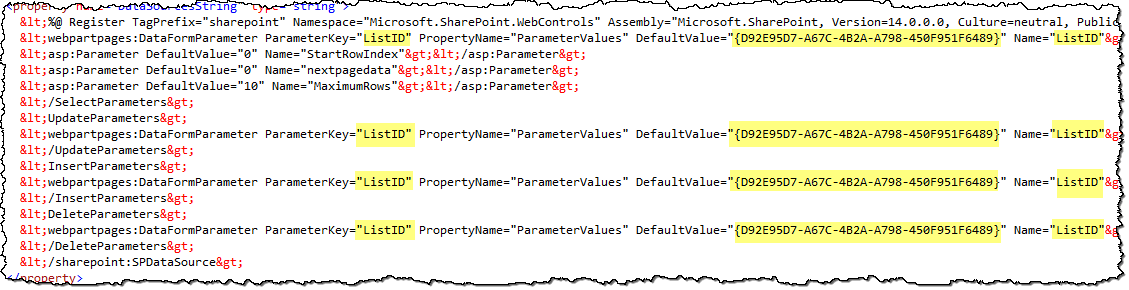 &lt;%@ Register TagPrefix="sharepoint" Namespace="Microsoft.SharePoint.WebControls" Assembly="Microsoft.SharePoint, Version=14.0.0.0, Culture=neutral, Public
&lt;webpartpages:DataFormParameter ParameterKey="ListID" PropertyName="ParameterValues" DefaultValue="{D92E95D7-A67C-4B2A-A798-450F951F6489}" Name="ListID"&g
&lt;asp:Parameter DefaultValue="0" Name="StartRowIndex"&gt;&lt;/asp:Parameter&gt;
&lt;asp:Parameter DefaultValue="0" Name="nextpagedata"&gt;&lt;/asp:Parameter&gt;
&lt;asp:Parameter DefaultValue="10" Name="MaximumRows"&gt;&lt;/asp:Parameter&gt;
&lt;/SelectParameters&gt;
&lt;UpdateParameters&gt;
&lt;webpartpages:DataFormParameter ParameterKey="ListID" PropertyName="ParameterValues" DefaultValue="{D92E95D7-A67C-4B2A-A798-450F951F6489}" Name="ListID"&g
&lt;/UpdateParameters&gt;
&lt;InsertParameters&gt;
&lt;webpartpages:DataFormParameter ParameterKey="ListID" PropertyName="ParameterValues" DefaultValue="{D92E95D7-A67C-4B2A-A798-450F951F6489}" Name="ListID"&g
&lt;/InsertParameters&gt;
&lt;DeleteParameters&gt;
&lt;webpartpages:DataFormParameter ParameterKey="ListID" PropertyName="ParameterValues" DefaultValue="{D92E95D7-A67C-4B2A-A798-450F951F6489}" Name="ListID"&g
&lt;/DeleteParameters&gt;
&lt;/sharepoint:SPDataSource&gt;
</property>